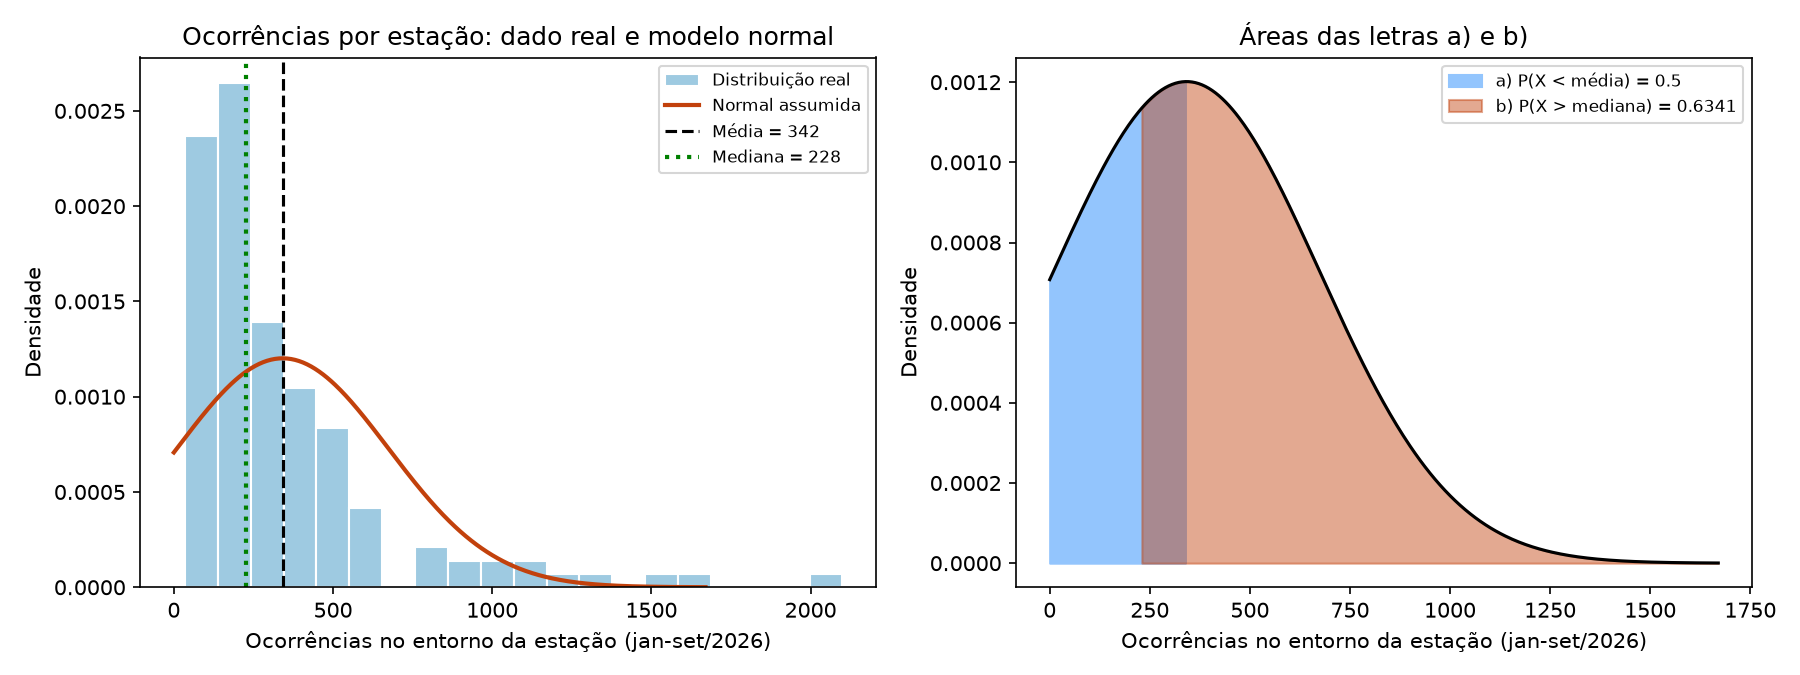 Ocorrências por estação: dado real e modelo normal
Distribuição real
Normal assumida
Média = 342
Mediana = 228
Densidade
0.0025
0.0020
0.0015
0.0010
0.0005
0.0000
0 500 1000 1500 2000
Ocorrências no entorno da estação (jan-set/2026)
Áreas das letras a) e b)
a) P(X < média) = 0.5
b) P(X > mediana) = 0.6341
Densidade
0.0012
0.0010
0.0008
0.0006
0.0004
0.0002
0.0000
0 250 500 750 1000 1250 1500 1750
Ocorrências no entorno da estação (jan-set/2026)